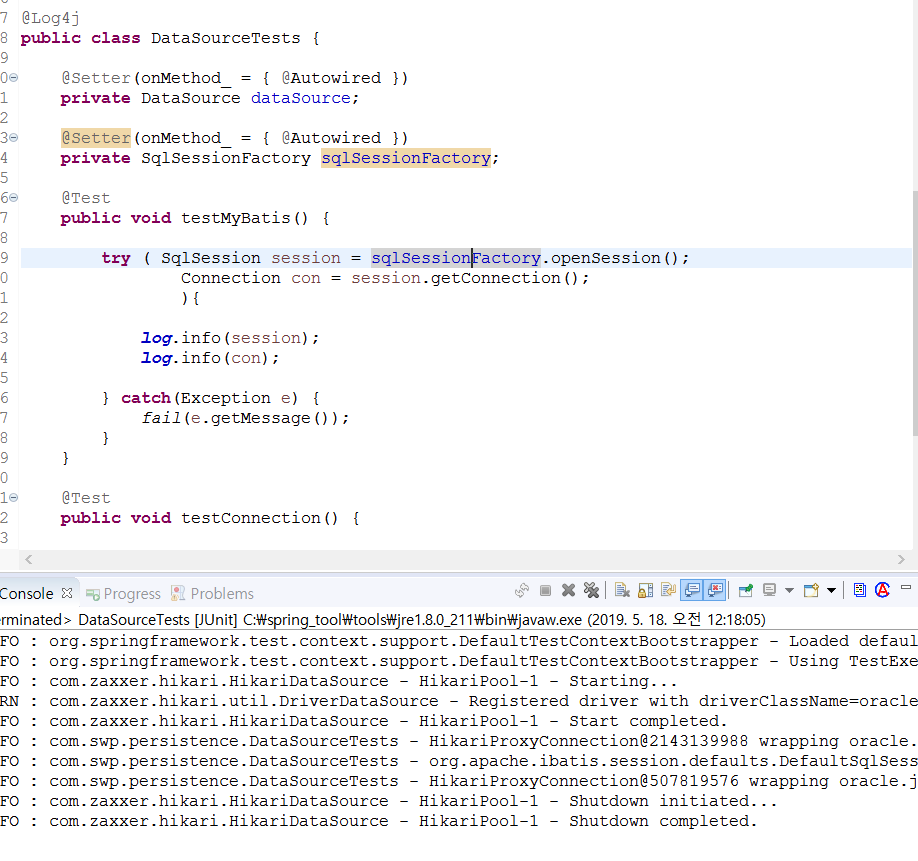 7 @Log4j
8 public class DataSourceTests {
9
0 @Setter(onMethod_ = { @Autowired })
1 private DataSource dataSource;
2
3 @Setter(onMethod_ = { @Autowired })
4 private SqlSessionFactory sqlSessionFactory;
5
6 @Test
7 public void testMyBatis() {
8
9 try ( SqlSession session = sqlSessionFactory.openSession();
0 Connection con = session.getConnection();
1 ){
2
3 log.info(session);
4 log.info(con);
5
6 } catch(Exception e) {
7 fail(e.getMessage());
8 }
9 }
0
1 @Test
2 public void testConnection() {
3
Console Progress Problems
erminated> DataSourceTests [JUnit] C:₩spring_tool₩tools₩jre1.8.0_211₩bin₩javaw.exe (2019. 5. 18. 오전 12:18:05)
FO : org.springframework.test.context.support.DefaultTestContextBootstrapper - Loaded defaul
FO : org.springframework.test.context.support.DefaultTestContextBootstrapper - Using TestExe
FO : com.zaxxer.hikari.HikariDataSource - HikariPool-1 - Starting...
RN : com.zaxxer.hikari.util.DriverDataSource - Registered driver with driverClassName=oracle
FO : com.zaxxer.hikari.HikariDataSource - HikariPool-1 - Start completed.
FO : com.swp.persistence.DataSourceTests - HikariProxyConnection@2143139988 wrapping oracle.
FO : com.swp.persistence.DataSourceTests - org.apache.ibatis.session.defaults.DefaultSqlSess
FO : com.swp.persistence.DataSourceTests - HikariProxyConnection@507819576 wrapping oracle.j
FO : com.zaxxer.hikari.HikariDataSource - HikariPool-1 - Shutdown initiated...
FO : com.zaxxer.hikari.HikariDataSource - HikariPool-1 - Shutdown completed.